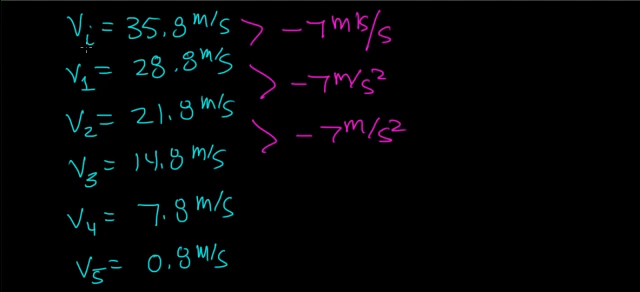 Vi = 35.8 m/s > -7 m/s/s
V1 = 28.8 m/s > -7 m/s²
V2 = 21.8 m/s > -7 m/s²
V3 = 14.8 m/s
V4 = 7.8 m/s
V5 = 0.8 m/s